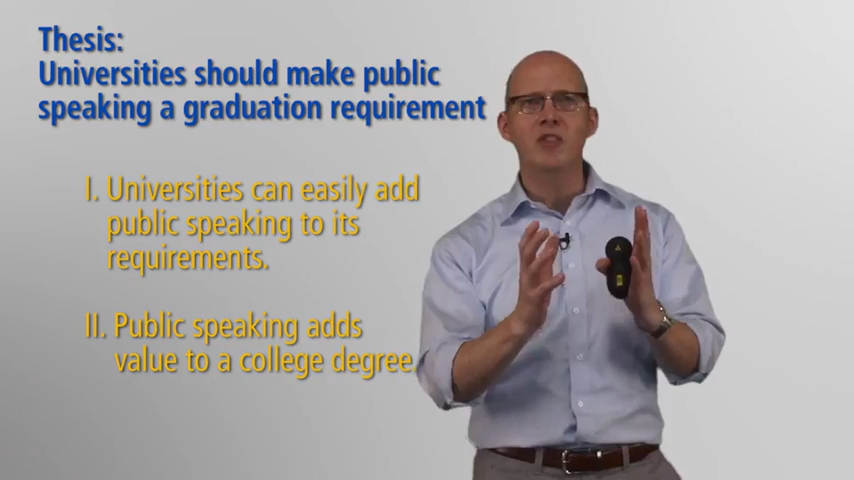 Thesis:
Universities should make public
speaking a graduation requirement
I. Universities can easily add
public speaking to its
requirements.
II. Public speaking adds
value to a college degree